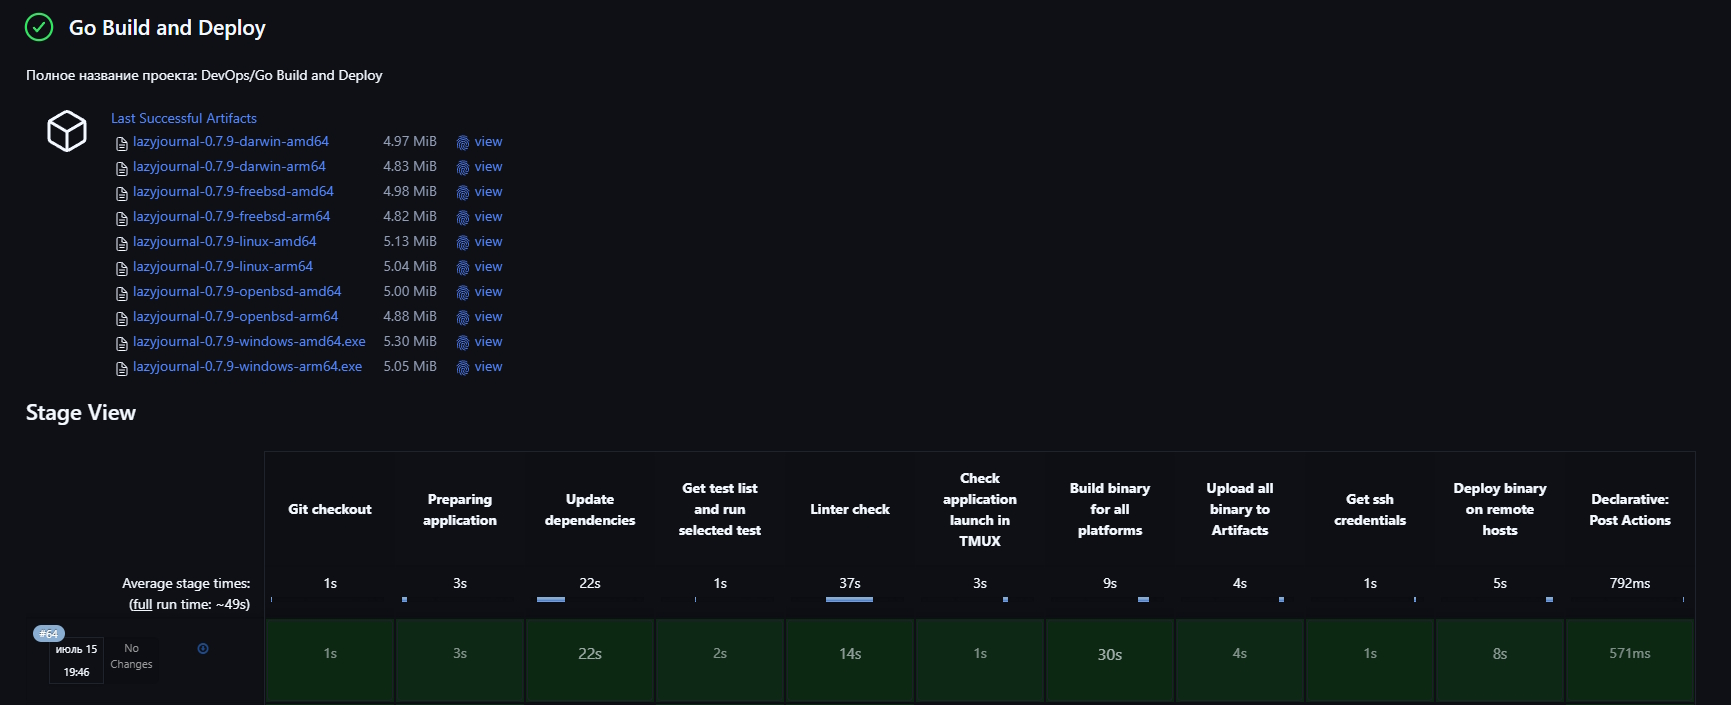 Go Build and Deploy
Полное название проекта: DevOps/Go Build and Deploy
Last Successful Artifacts
lazyjournal-0.7.9-darwin-amd64 4.97 MiB view
lazyjournal-0.7.9-darwin-arm64 4.83 MiB view
lazyjournal-0.7.9-freebsd-amd64 4.98 MiB view
lazyjournal-0.7.9-freebsd-arm64 4.82 MiB view
lazyjournal-0.7.9-linux-amd64 5.13 MiB view
lazyjournal-0.7.9-linux-arm64 5.04 MiB view
lazyjournal-0.7.9-openbsd-amd64 5.00 MiB view
lazyjournal-0.7.9-openbsd-arm64 4.88 MiB view
lazyjournal-0.7.9-windows-amd64.exe 5.30 MiB view
lazyjournal-0.7.9-windows-arm64.exe 5.05 MiB view
Stage View
Git checkout
Preparing
application
Update
dependencies
Get test list
and run
selected test
Linter check
Check
application
launch in
TMUX
Build binary
for all
platforms
Upload all
binary to
Artifacts
Get ssh
credentials
Deploy binary
on remote
hosts
Declarative:
Post Actions
Average stage times:
(full run time: ~49s)
1s 3s 22s 1s 37s 3s 9s 4s 1s 5s 792ms
#64
июль 15
19:46
No
Changes
1s 3s 22s 2s 14s 1s 30s 4s 1s 8s 571ms